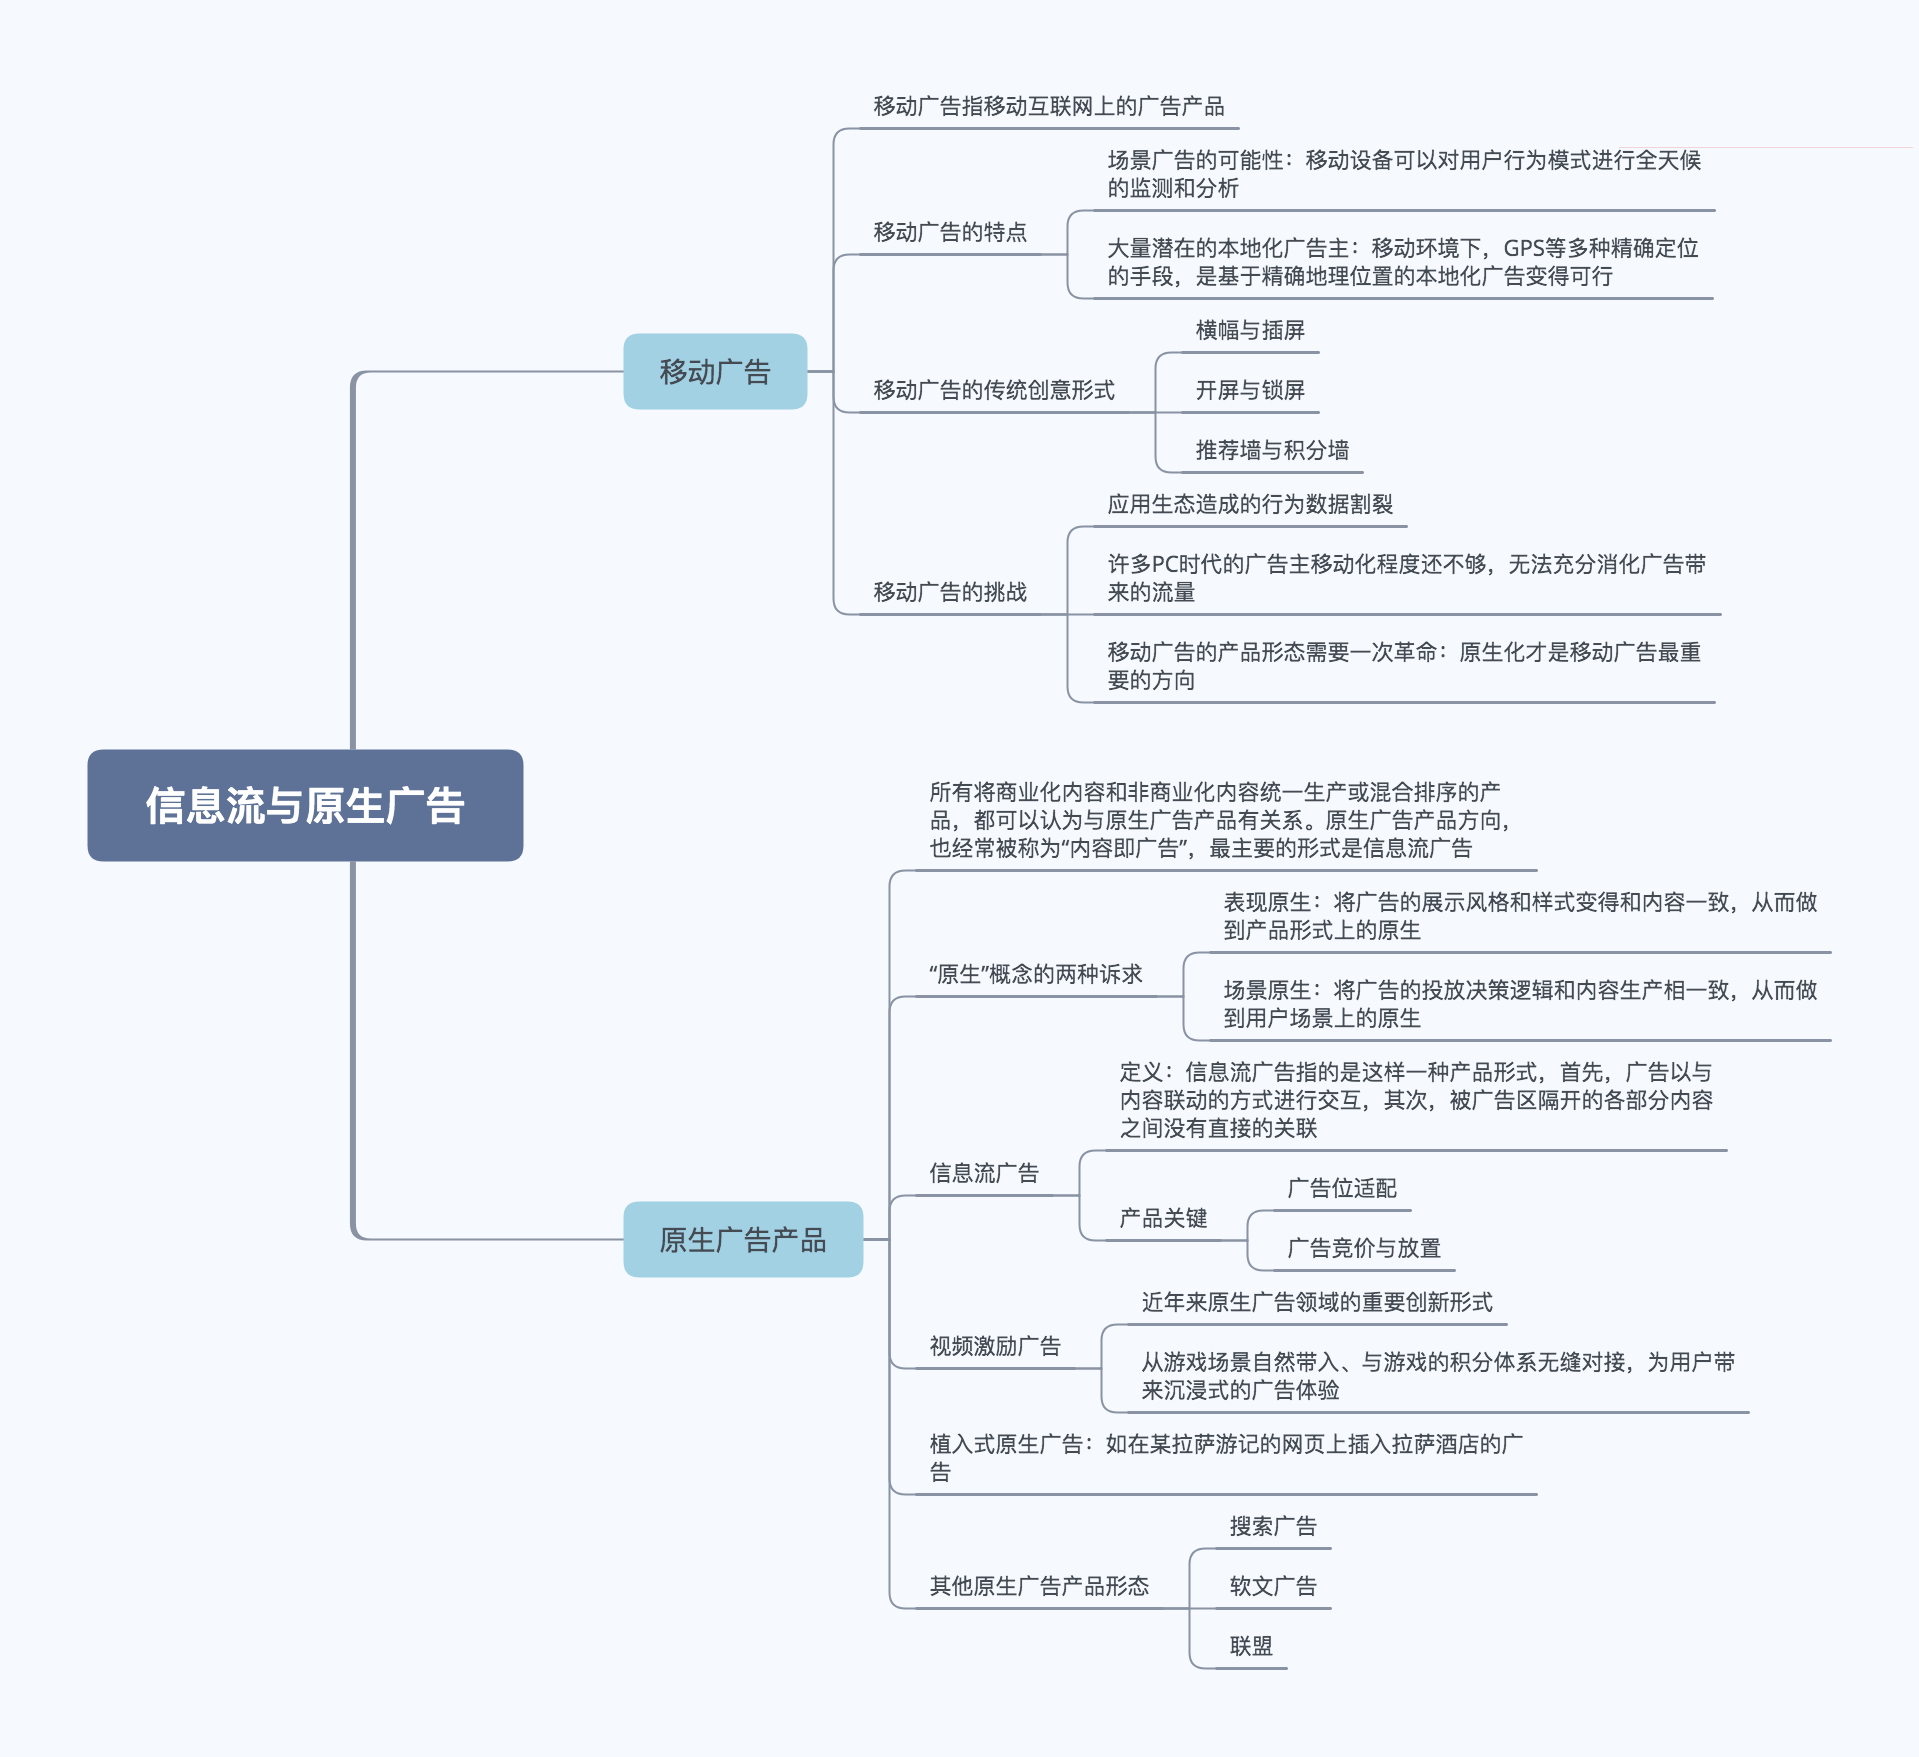 信息流与原生广告
移动广告
移动广告指移动互联网上的广告产品
移动广告的特点
场景广告的可能性：移动设备可以对用户行为模式进行全天候
的监测和分析
大量潜在的本地化广告主：移动环境下，GPS等多种精确定位
的手段，是基于精确地理位置的本地化广告变得可行
移动广告的传统创意形式
横幅与插屏
开屏与锁屏
推荐墙与积分墙
移动广告的挑战
应用生态造成的行为数据割裂
许多PC时代的广告主移动化程度还不够，无法充分消化广告带
来的流量
移动广告的产品形态需要一次革命：原生化才是移动广告最重
要的方向
原生广告产品
所有将商业化内容和非商业化内容统一生产或混合排序的产
品，都可以认为与原生广告产品有关系。原生广告产品方向，
也经常被称为“内容即广告”，最主要的形式是信息流广告
“原生”概念的两种诉求
表现原生：将广告的展示风格和样式变得和内容一致，从而做
到产品形式上的原生
场景原生：将广告的投放决策逻辑和内容生产相一致，从而做
到用户场景上的原生
信息流广告
定义：信息流广告指的是这样一种产品形式，首先，广告以与
内容联动的方式进行交互，其次，被广告区隔开的各部分内容
之间没有直接的关联
产品关键
广告位适配
广告竞价与放置
视频激励广告
近年来原生广告领域的重要创新形式
从游戏场景自然带入、与游戏的积分体系无缝对接，为用户带
来沉浸式的广告体验
植入式原生广告：如在某拉萨游记的网页上插入拉萨酒店的广
告
其他原生广告产品形态
搜索广告
软文广告
联盟